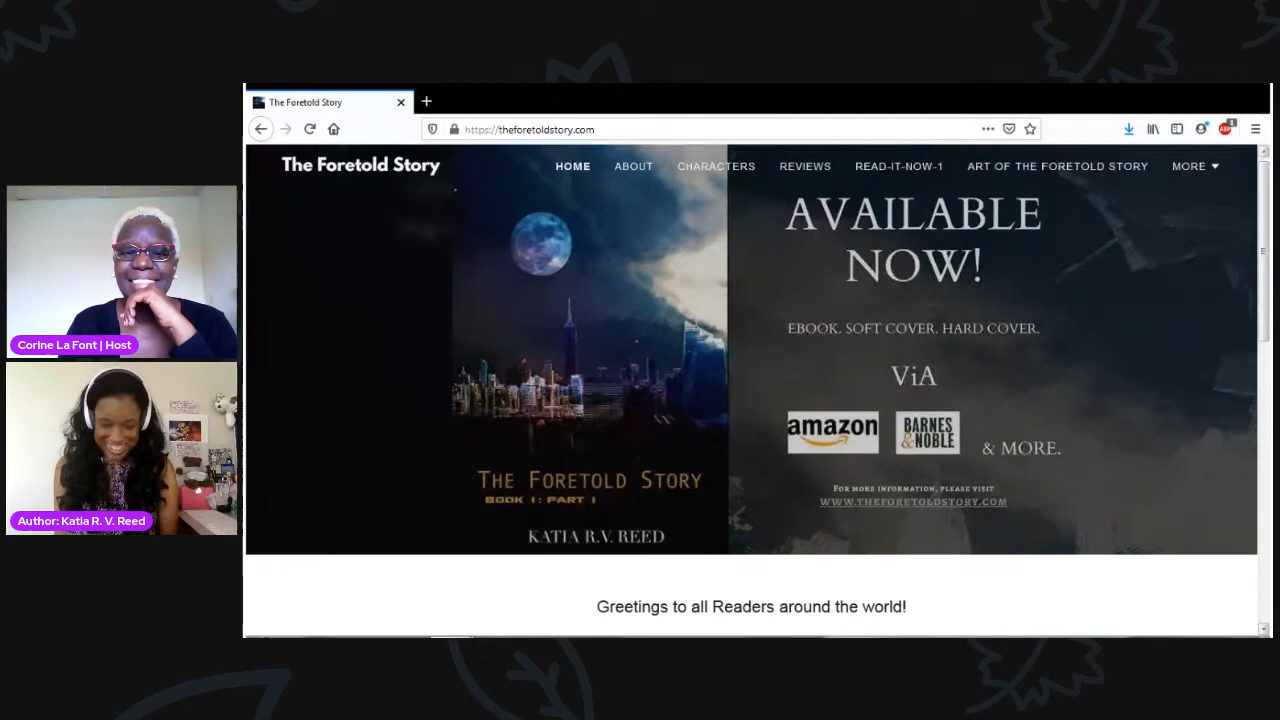 The Foretold Story
https://theforetoldstory.com
The Foretold Story
HOME ABOUT CHARACTERS REVIEWS READ-IT-NOW-1 ART OF THE FORETOLD STORY MORE
AVAILABLE
NOW!
EBOOK. SOFT COVER. HARD COVER.
ViA
amazon
BARNES
&NOBLE
& MORE.
FOR MORE INFORMATION, PLEASE VISIT
WWW.THEFORETOLDSTORY.COM
THE FORETOLD STORY
BOOK 1: PART 1
KATIA R.V. REED
Greetings to all Readers around the world!
Corine La Font | Host
Author: Katia R. V. Reed
ABP
1